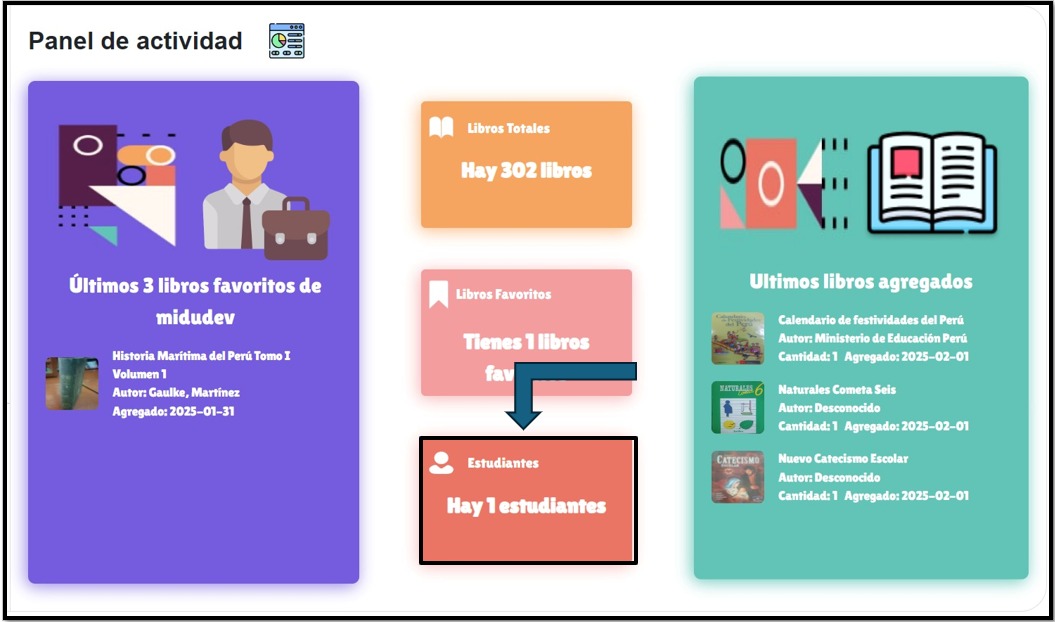 Panel de actividad
Últimos 3 libros favoritos de
midudev
Historia Marítima del Perú Tomo I
Volumen 1
Autor: Gaulke, Martínez
Agregado: 2025-01-31
Libros Totales
Hay 302 libros
Libros Favoritos
Tienes 1 libros
Estudiantes
Hay 1 estudiantes
Ultimos libros agregados
Calendario de festividades del Perú
Autor: Ministerio de Educación Perú
Cantidad: 1 Agregado: 2025-02-01
NATURALES 6
Naturales Cometa Seis
Autor: Desconocido
Cantidad: 1 Agregado: 2025-02-01
CATECISMO
Nuevo Catecismo Escolar
Autor: Desconocido
Cantidad: 1 Agregado: 2025-02-01